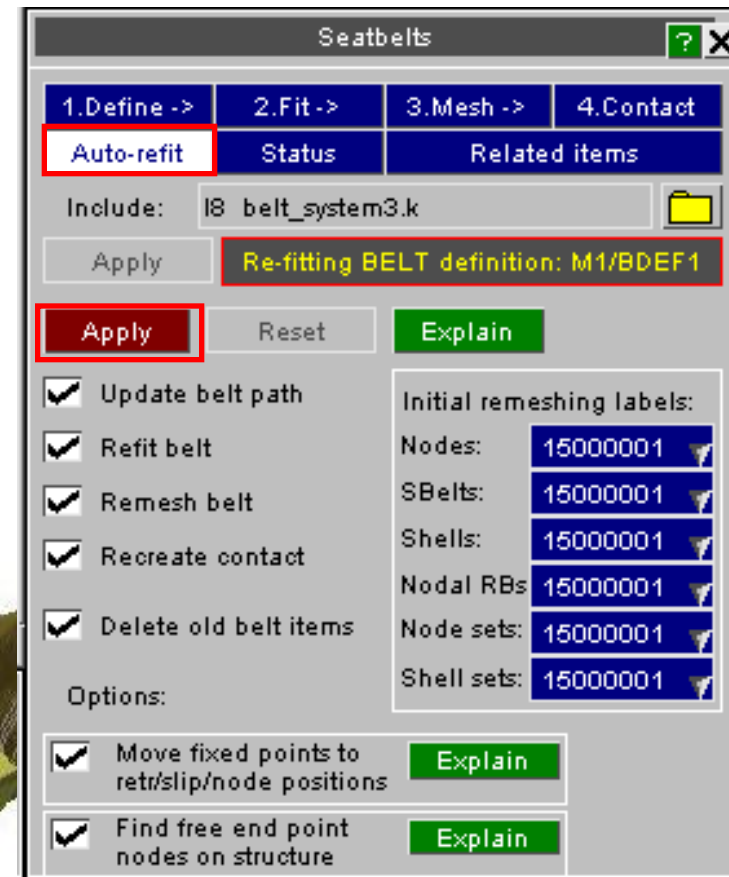 Seatbelts ? X
1.Define -> 2.Fit -> 3.Mesh -> 4.Contact
Auto-refit Status Related items
Include: I8 belt_system3.k
Apply Re-fitting BELT definition: M1/BDEF1
Apply Reset Explain
Update belt path
Refit belt
Remesh belt
Recreate contact
Delete old belt items
Initial remeshing labels:
Nodes: 15000001
SBelts: 15000001
Shells: 15000001
Nodal RBs 15000001
Node sets: 15000001
Shell sets: 15000001
Options:
Move fixed points to
retr/slip/node positions
Explain
Find free end point
nodes on structure
Explain